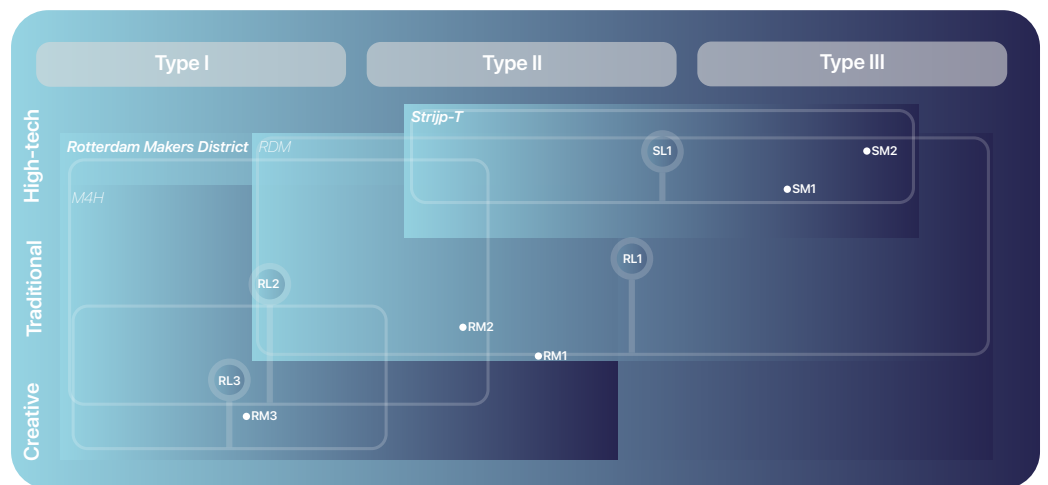 Type I
Type II
Type III
High-tech
Traditional
Creative
Strijp-T
Rotterdam Makers District
RDM
M4H
SL1
SM2
SM1
RL1
RL2
RM2
RM1
RL3
RM3